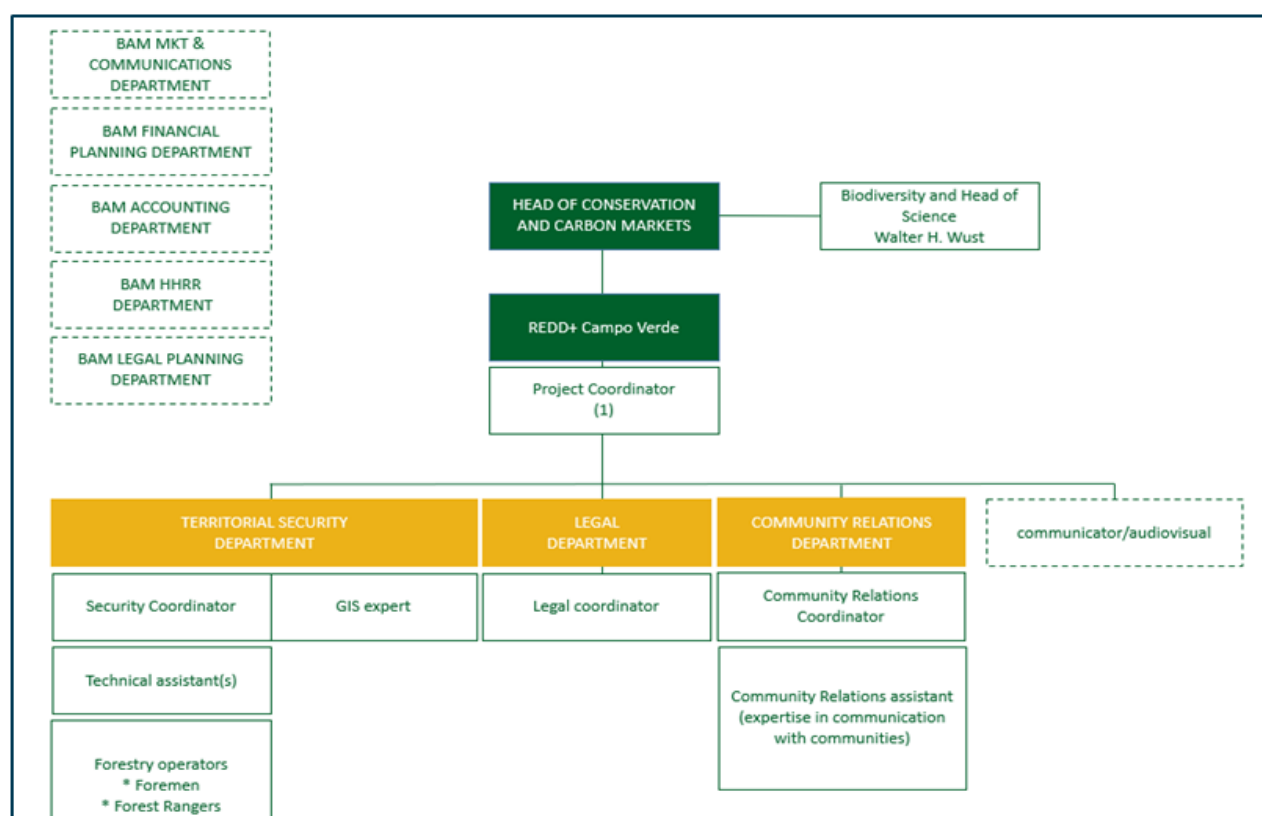 BAM MKT &
COMMUNICATIONS
DEPARTMENT
BAM FINANCIAL
PLANNING DEPARTMENT
BAM ACCOUNTING
DEPARTMENT
BAM HHRR
DEPARTMENT
BAM LEGAL PLANNING
DEPARTMENT
HEAD OF CONSERVATION
AND CARBON MARKETS
Biodiversity and Head of
Science
Walter H. Wust
REDD+ Campo Verde
Project Coordinator
(1)
TERRITORIAL SECURITY
DEPARTMENT
LEGAL
DEPARTMENT
COMMUNITY RELATIONS
DEPARTMENT
communicator/audiovisual
Security Coordinator
GIS expert
Legal coordinator
Community Relations
Coordinator
Technical assistant(s)
Community Relations assistant
(expertise in communication
with communities)
Forestry operators
* Foremen
* Forest Rangers